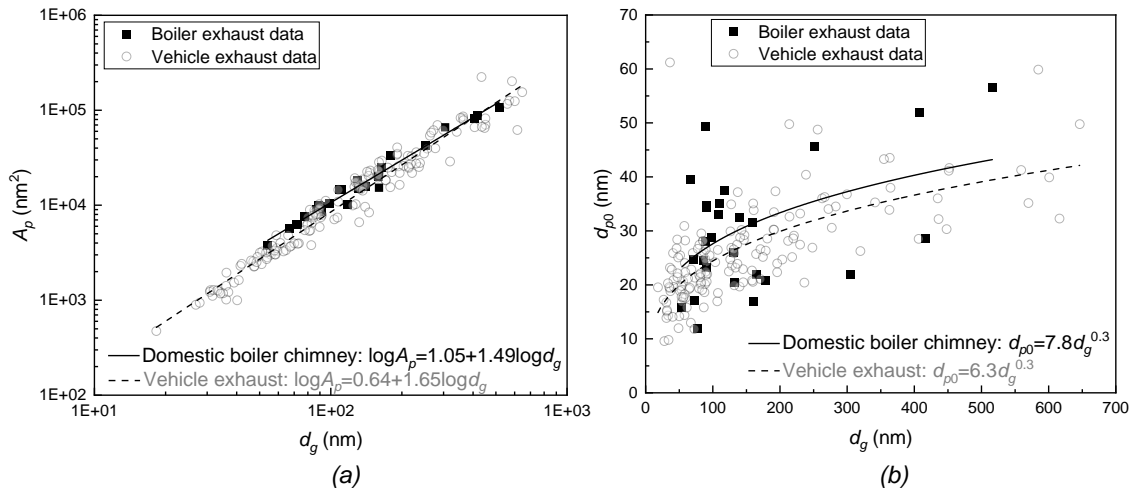 1E+06
1E+05
1E+04
1E+03
1E+02
A_p (nm²)
Boiler exhaust data
Vehicle exhaust data
Domestic boiler chimney: logA_p=1.05+1.49logd_g
Vehicle exhaust: logA_p=0.64+1.65logd_g
1E+01 1E+02 1E+03
d_g (nm)
(a)
70
60
50
40
30
20
10
0
d_p0 (nm)
Boiler exhaust data
Vehicle exhaust data
Domestic boiler chimney: d_p0=7.8d_g^0.3
Vehicle exhaust: d_p0=6.3d_g^0.3
0 100 200 300 400 500 600 700
d_g (nm)
(b)